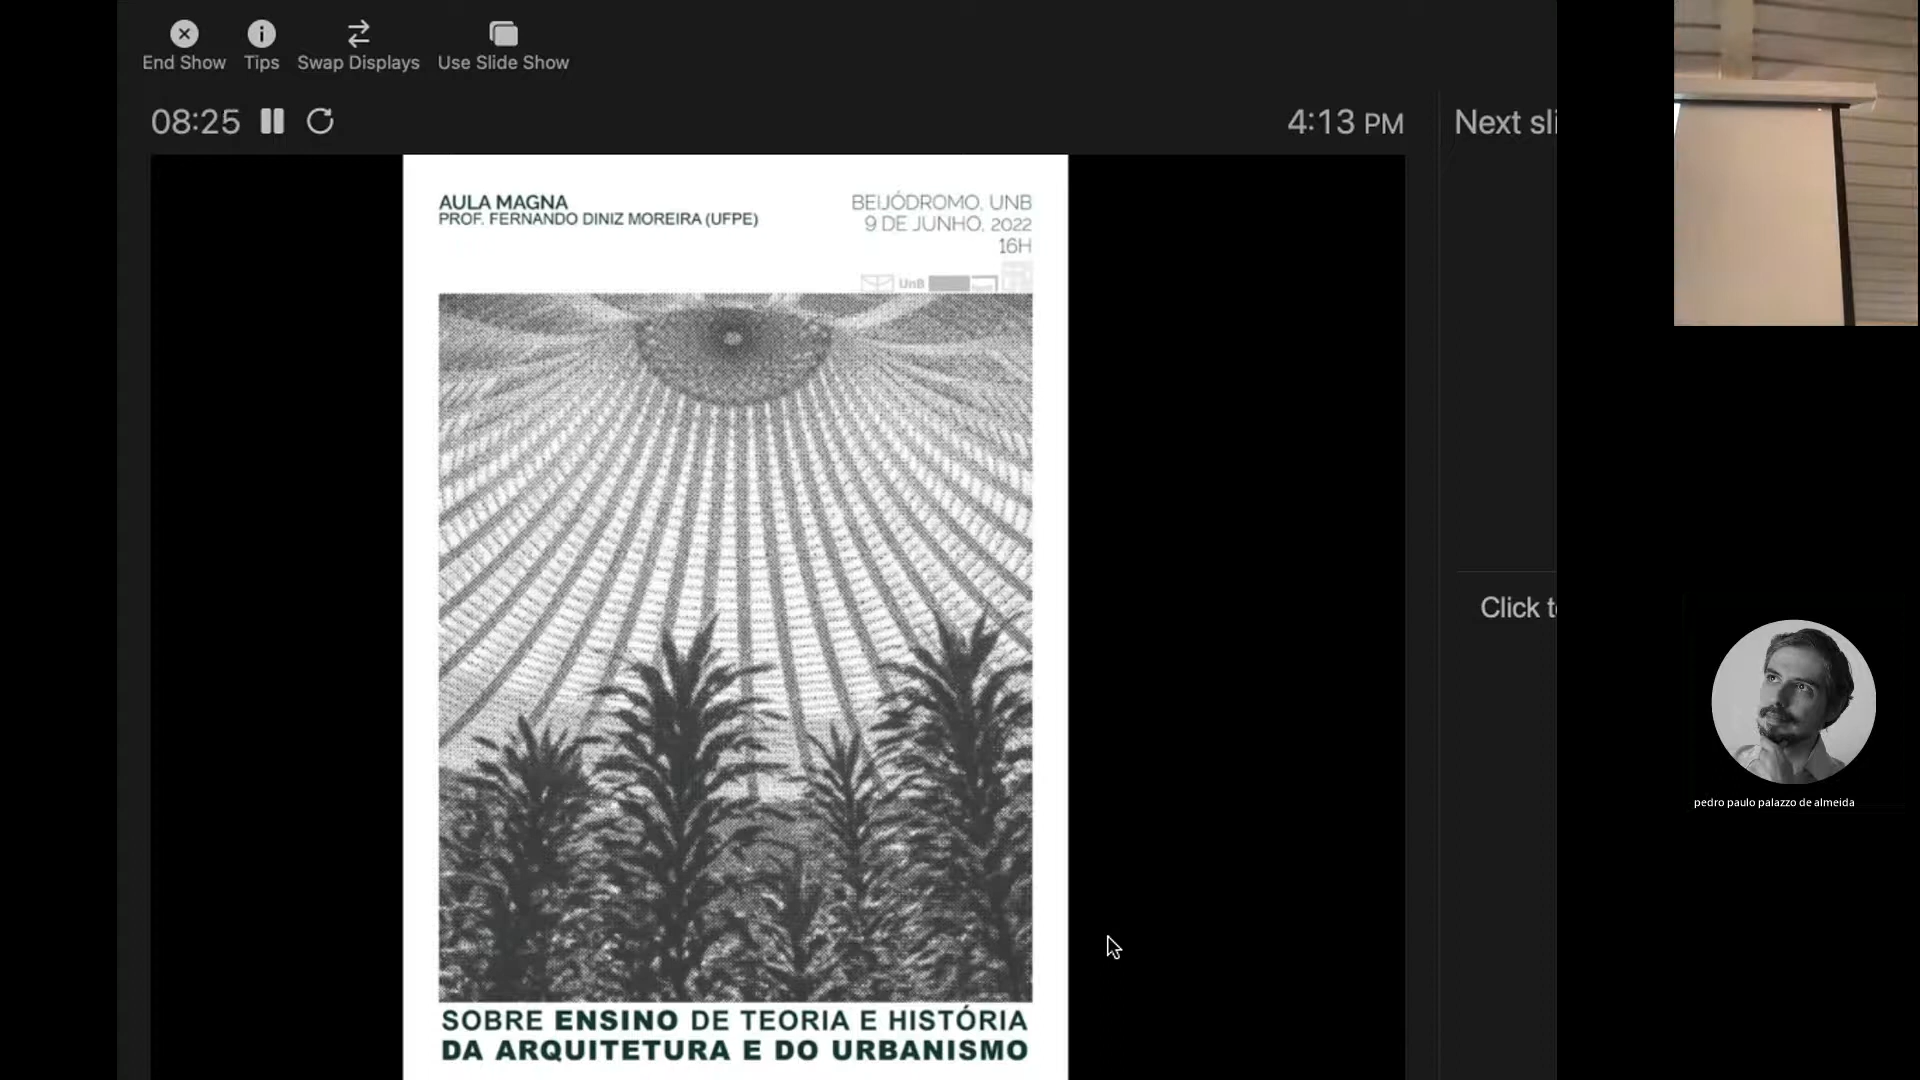 End Show
Tips
Swap Displays
Use Slide Show
08:25
4:13 PM
Next sli
AULA MAGNA
PROF. FERNANDO DINIZ MOREIRA (UFPE)
BEIJÓDROMO, UNB
9 DE JUNHO, 2022
16H
UnB
Click t
SOBRE ENSINO DE TEORIA E HISTÓRIA
DA ARQUITETURA E DO URBANISMO
pedro paulo palazzo de almeida